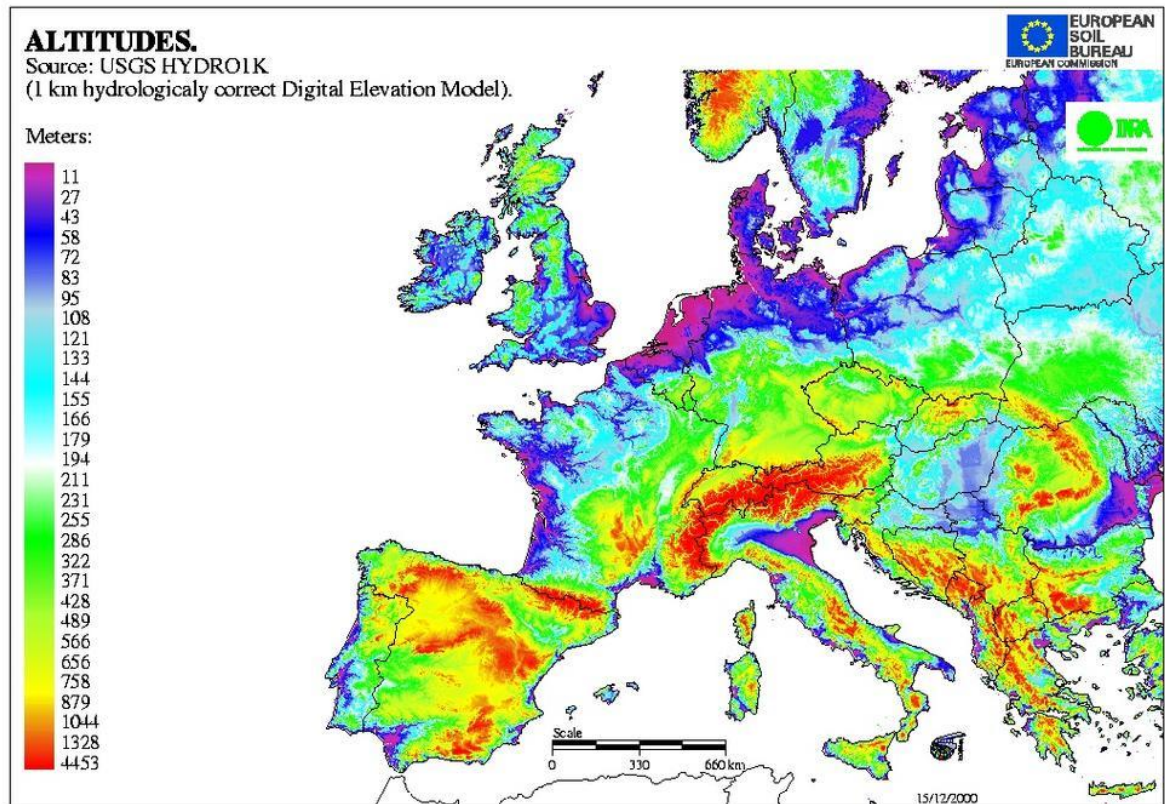 ALTITUDES.
Source: USGS HYDRO1K
(1 km hydrologicaly correct Digital Elevation Model).
Meters:
11
27
43
58
72
83
95
108
121
133
144
155
166
179
194
211
231
255
286
322
371
428
489
566
656
758
879
1044
1328
4453
EUROPEAN
SOIL
BUREAU
EUROPEAN COMMISSION
INRA
Scale
0 330 660 km
15/12/2000